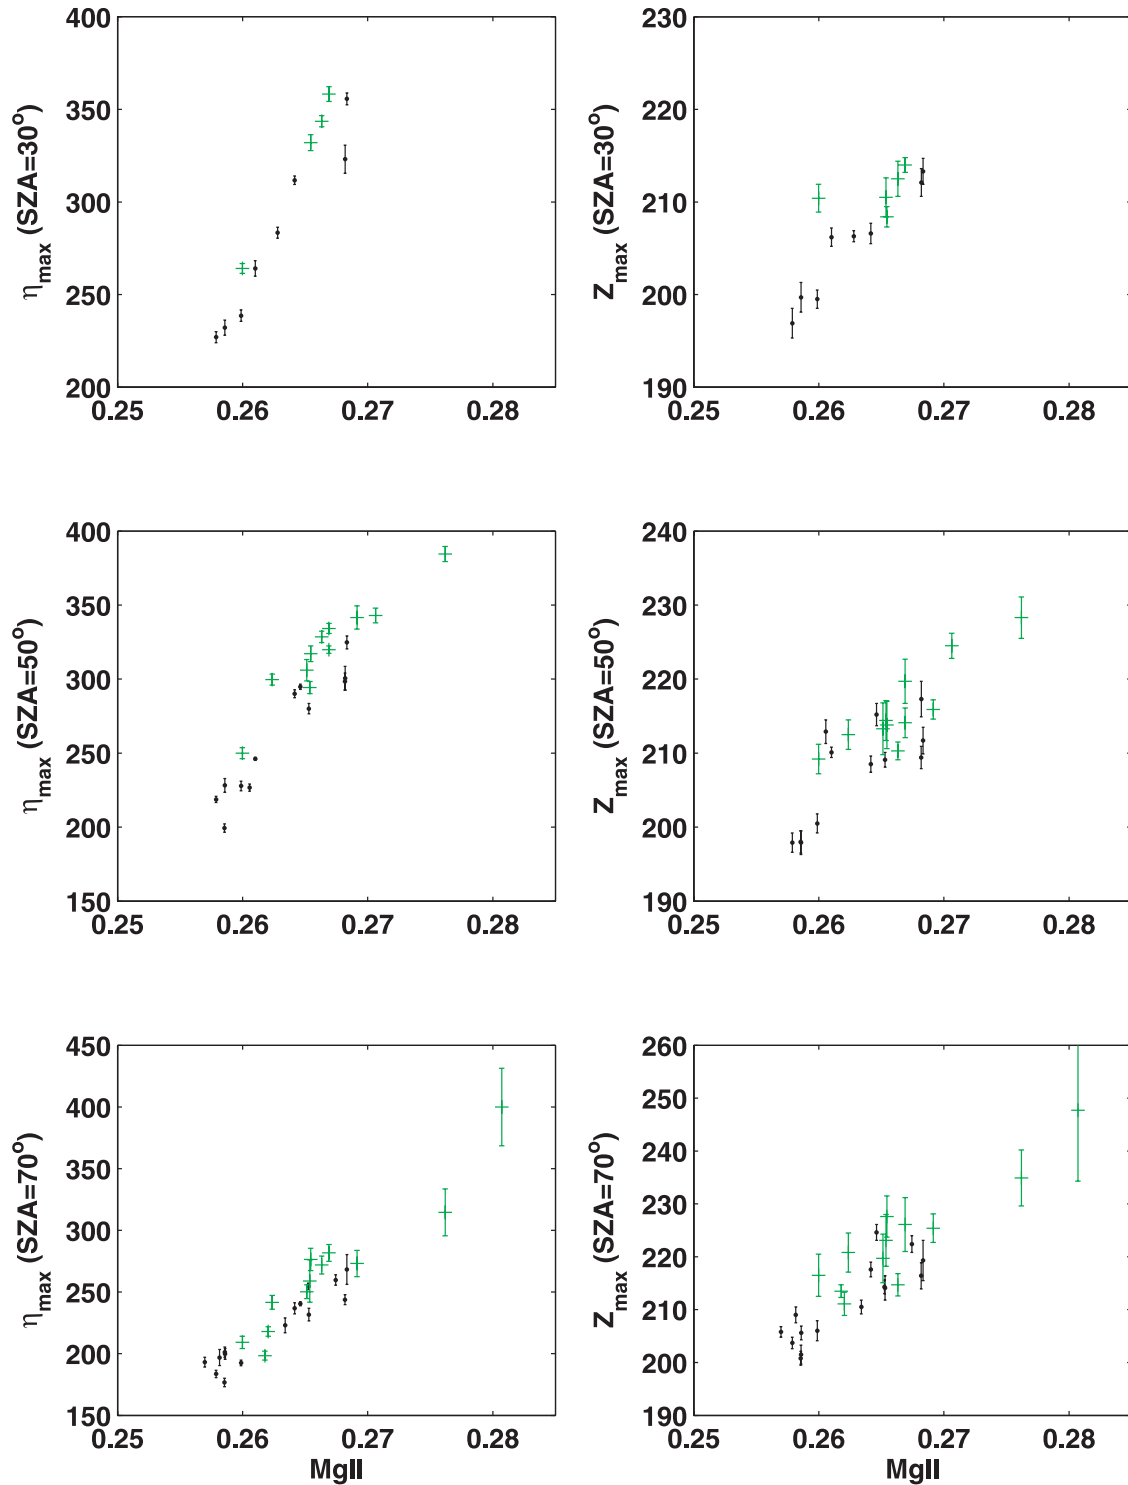 400
350
300
250
200
η_max (SZA=30°)
0.25 0.26 0.27 0.28
230
220
210
200
190
Z_max (SZA=30°)
0.25 0.26 0.27 0.28
400
350
300
250
200
150
η_max (SZA=50°)
0.25 0.26 0.27 0.28
240
230
220
210
200
190
Z_max (SZA=50°)
0.25 0.26 0.27 0.28
450
400
350
300
250
200
150
η_max (SZA=70°)
0.25 0.26 0.27 0.28
MgII
260
250
240
230
220
210
200
190
Z_max (SZA=70°)
0.25 0.26 0.27 0.28
MgII